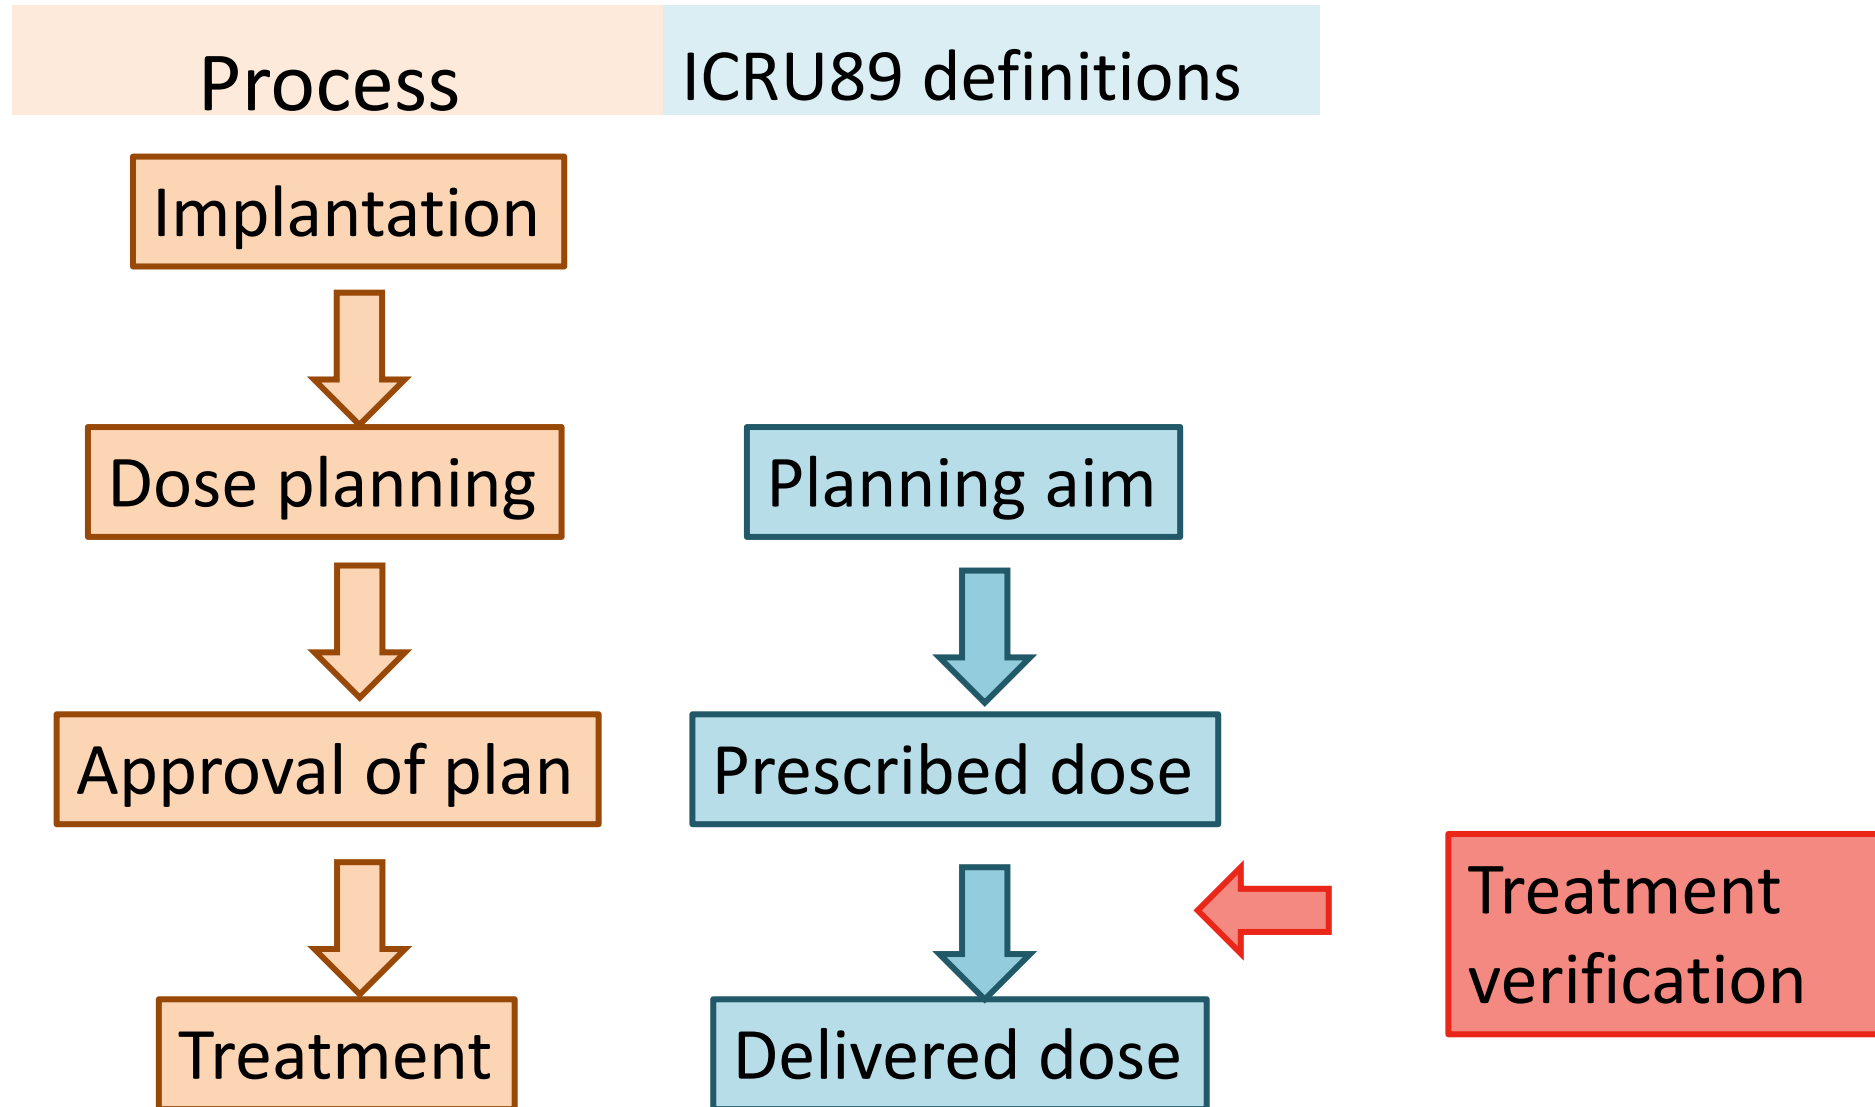 Process
ICRU89 definitions
Implantation
Dose planning
Planning aim
Approval of plan
Prescribed dose
Treatment
verification
Treatment
Delivered dose